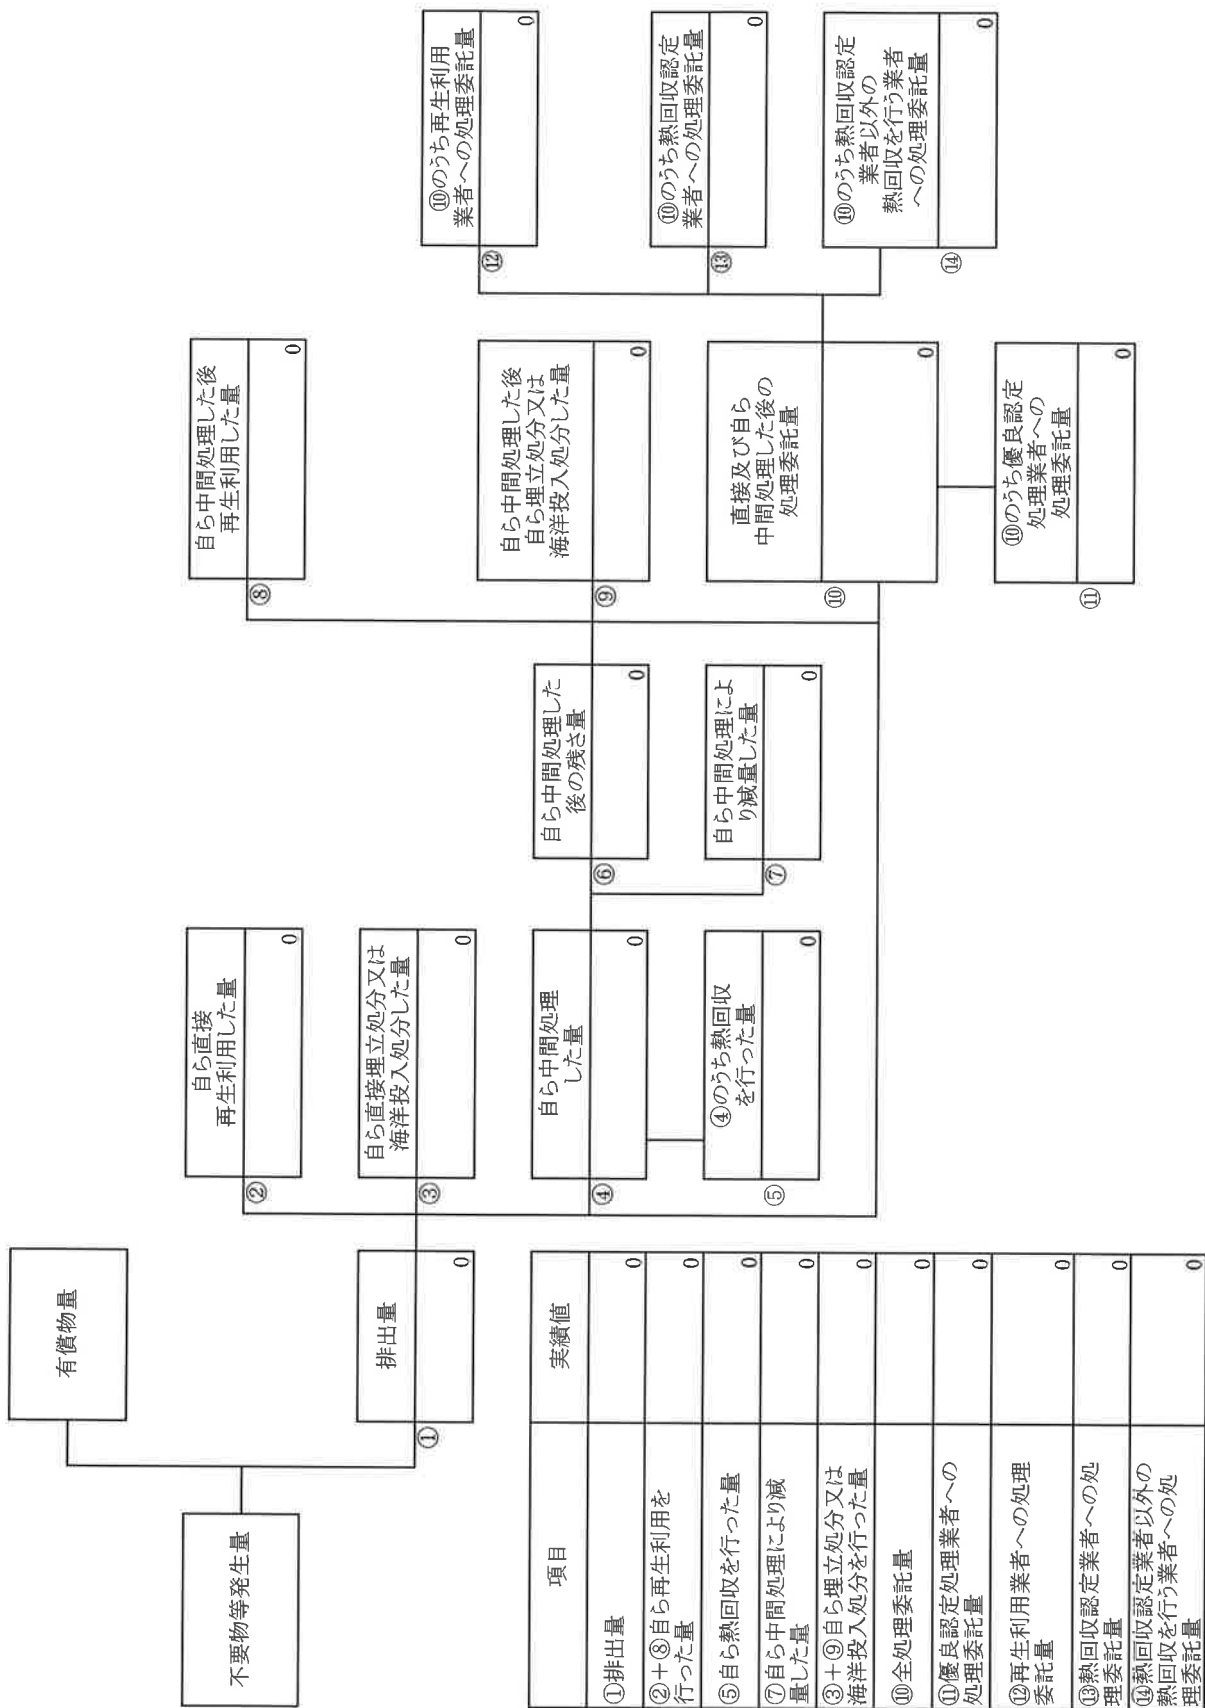 有償物量
不要物等発生量
排出量
①
0
自ら直接
再生利用した量
②
0
自ら直接埋立処分又は
海洋投入処分した量
③
0
自ら中間処理
した量
④
0
④のうち熱回収
を行った量
⑤
0
自ら中間処理した
後の残さ量
⑥
0
自ら中間処理によ
り減量した量
⑦
0
自ら中間処理した後
再生利用した量
⑧
0
自ら中間処理した後
自ら埋立処分又は
海洋投入処分した量
⑨
0
直接及び自ら
中間処理した後の
処理委託量
⑩
0
⑩のうち優良認定
処理業者への
処理委託量
⑪
0
⑩のうち再生利用
業者への処理委託量
⑫
0
⑩のうち熱回収認定
業者への処理委託量
⑬
0
⑩のうち熱回収認定
業者以外の
熱回収を行う業者
への処理委託量
⑭
0
項目 実績値
①排出量 0
②+⑧自ら再生利用を
行った量 0
⑤自ら熱回収を行った量 0
⑦自ら中間処理により減
量した量 0
③+⑨自ら埋立処分又は
海洋投入処分を行った量 0
⑩全処理委託量 0
⑪優良認定処理業者への
処理委託量 0
⑫再生利用業者への処理
委託量 0
⑬熱回収認定業者への処
理委託量 0
⑭熱回収認定業者以外の
熱回収を行う業者への処
理委託量 0